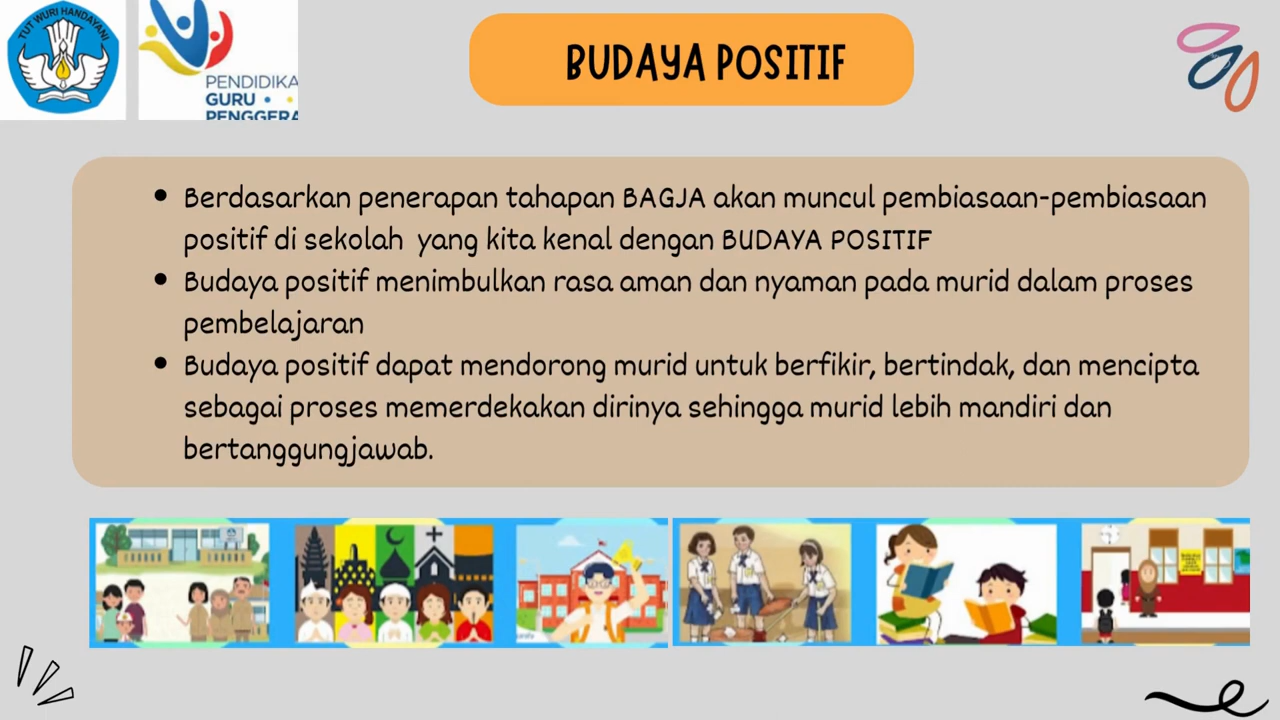 TUT WURI HANDAYANI
PENDIDIKA
GURU
PENGGERA
BUDAYA POSITIF
• Berdasarkan penerapan tahapan BAGJA akan muncul pembiasaan-pembiasaan
positif di sekolah yang kita kenal dengan BUDAYA POSITIF
• Budaya positif menimbulkan rasa aman dan nyaman pada murid dalam proses
pembelajaran
• Budaya positif dapat mendorong murid untuk berfikir, bertindak, dan mencipta
sebagai proses memerdekakan dirinya sehingga murid lebih mandiri dan
bertanggungjawab.